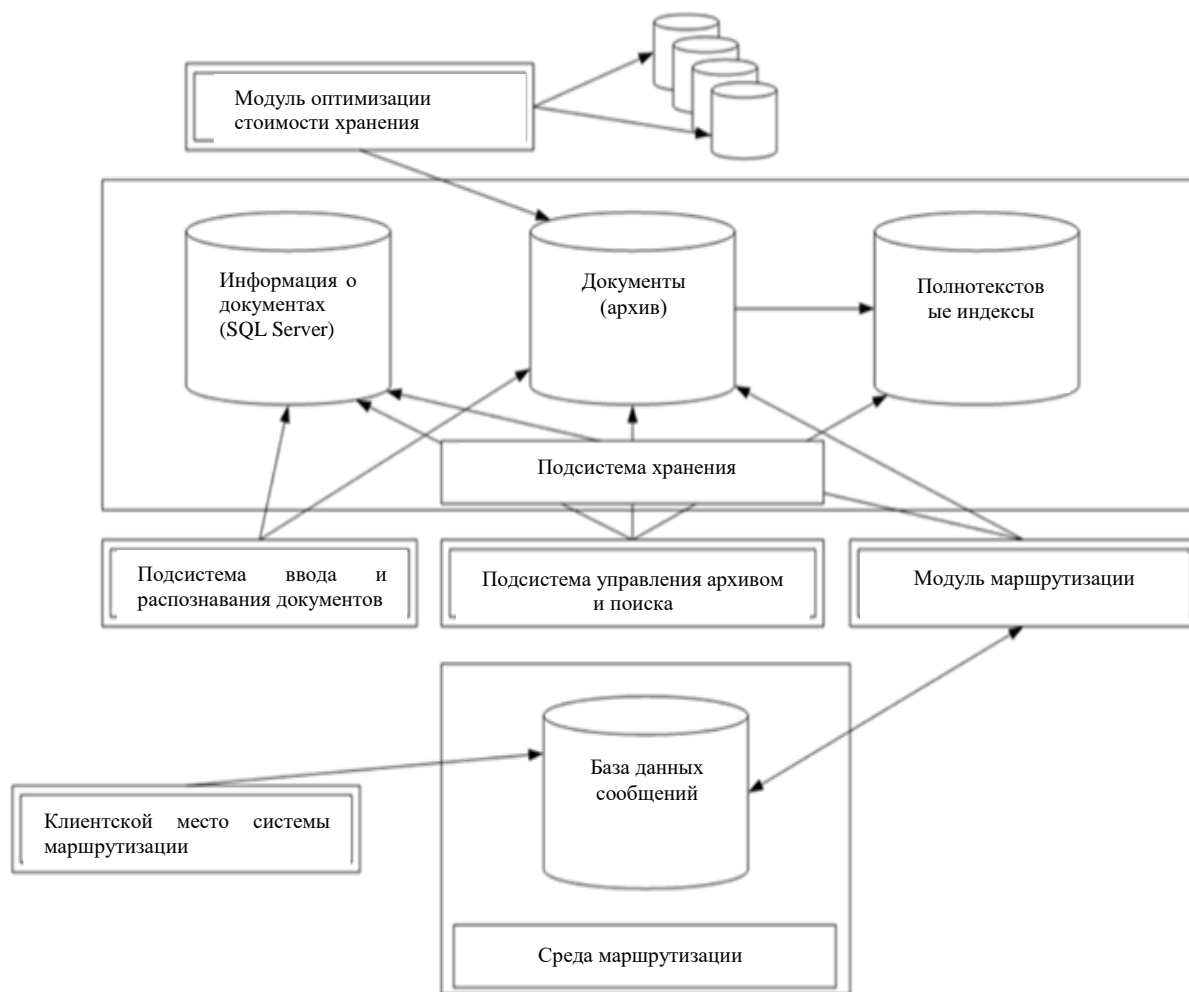 Модуль оптимизации
стоимости хранения
Информация о
документах
(SQL Server)
Документы
(архив)
Полнотекстов
ые индексы
Подсистема хранения
Подсистема ввода и
распознавания документов
Подсистема управления архивом
и поиска
Модуль маршрутизации
База данных
сообщений
Клиентской место системы
маршрутизации
Среда маршрутизации